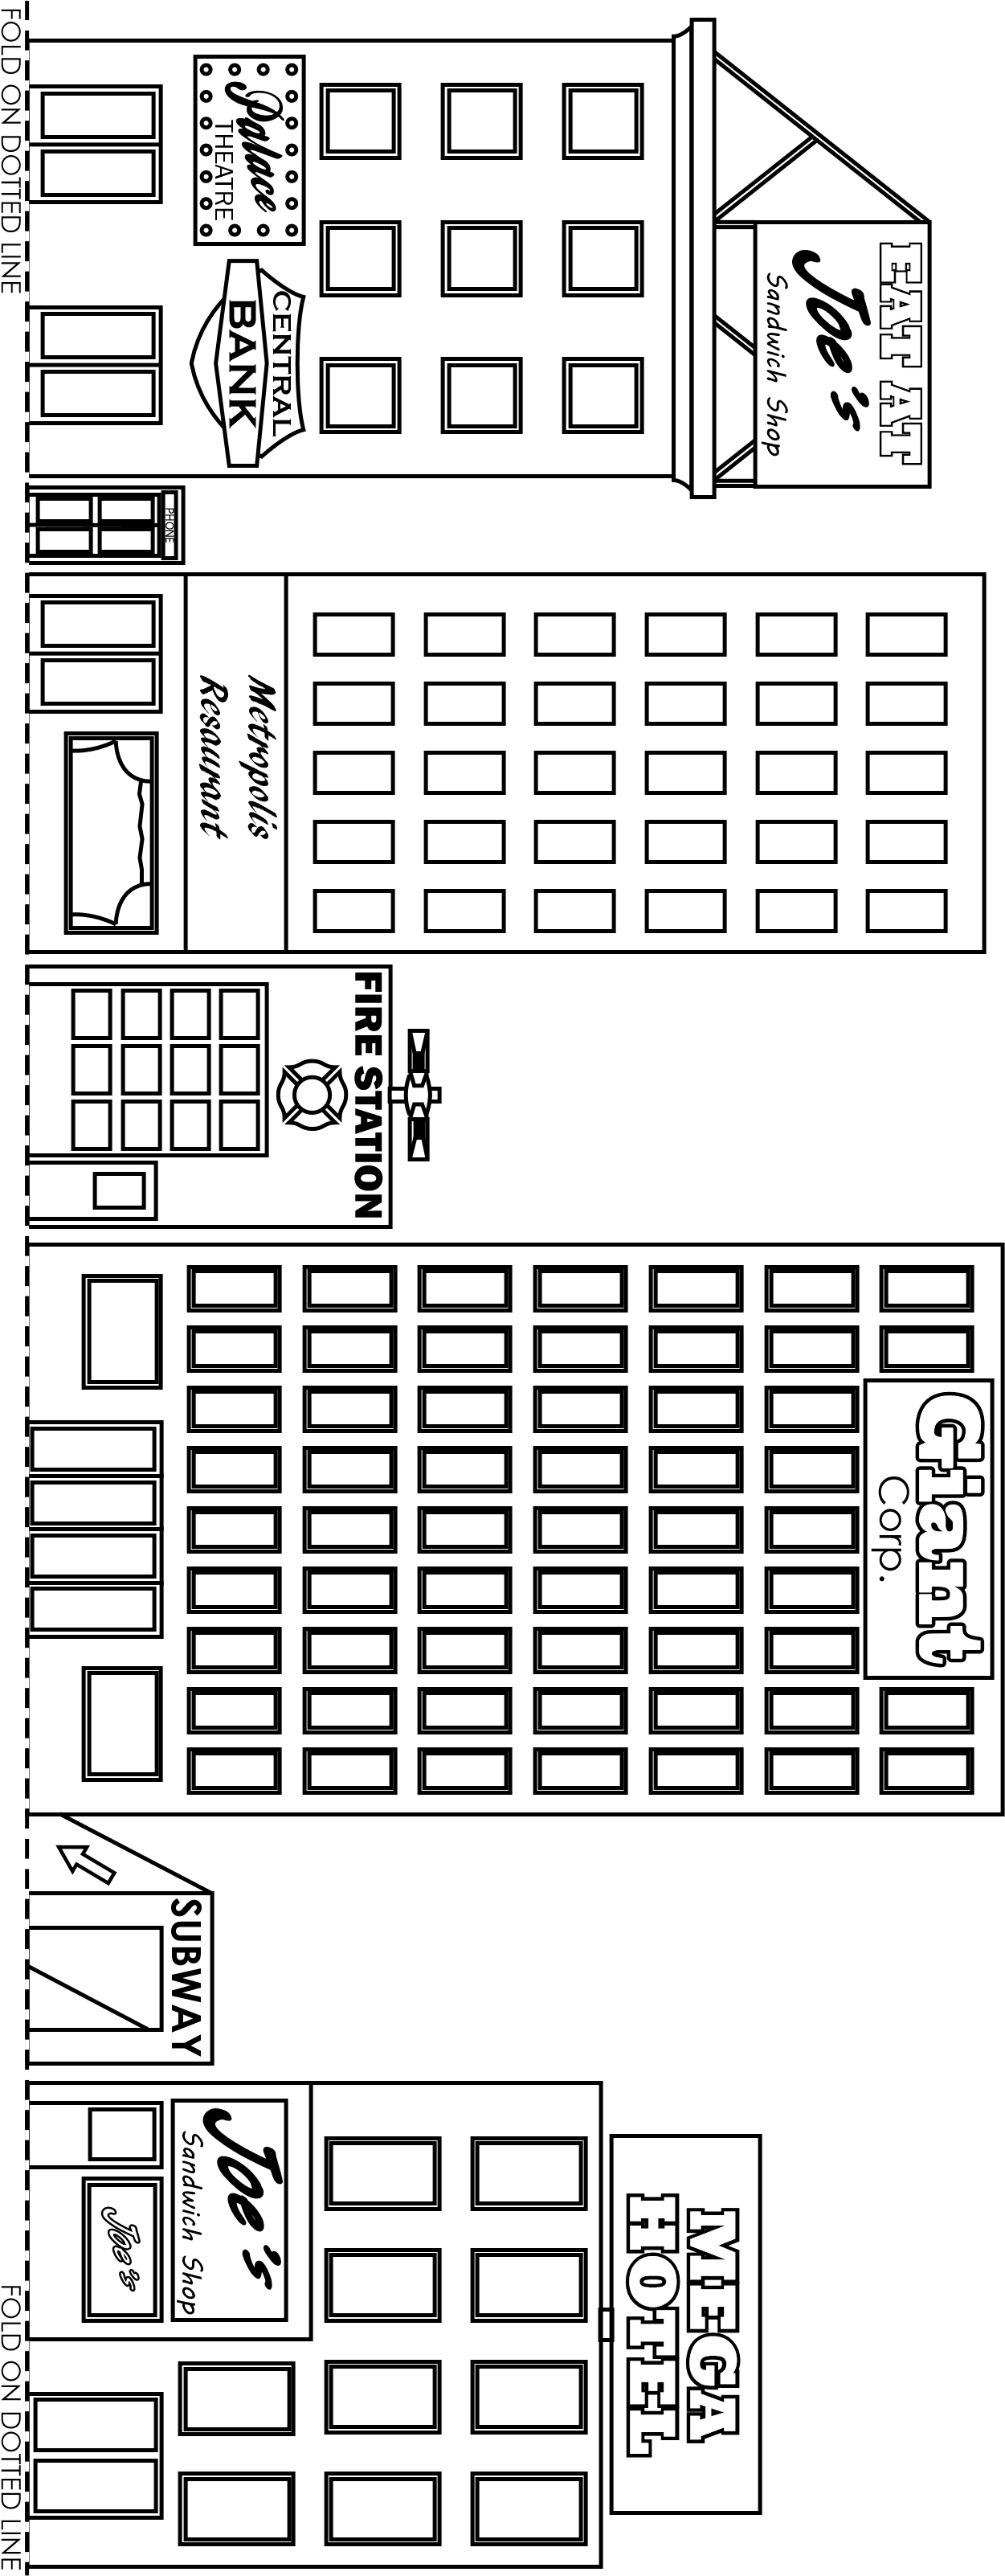 EAT AT
Joe's
Sandwich Shop
Palace
THEATRE
CENTRAL
BANK
PHONE
Metropolis
Resaurant
FIRE STATION
Giant
Corp.
SUBWAY
MEGA
HOTEL
Joe's
Sandwich Shop
Joe's
FOLD ON DOTTED LINE
FOLD ON DOTTED LINE